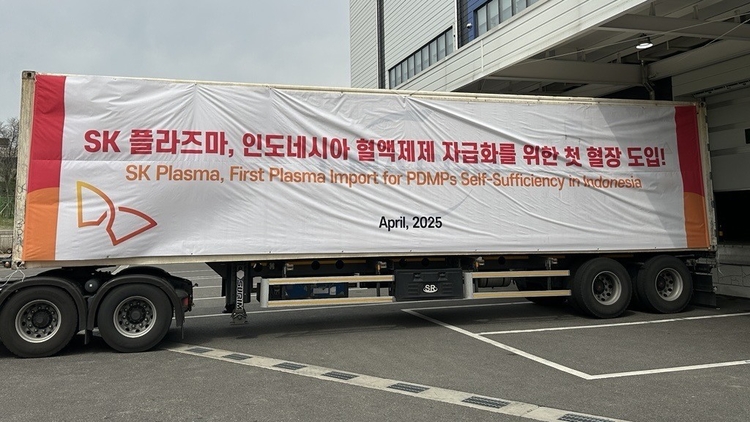 SK 플라즈마, 인도네시아 혈액제제 자급화를 위한 첫 혈장 도입!
SK Plasma, First Plasma Import for PDMPs Self-Sufficiency in Indonesia
April, 2025
SR